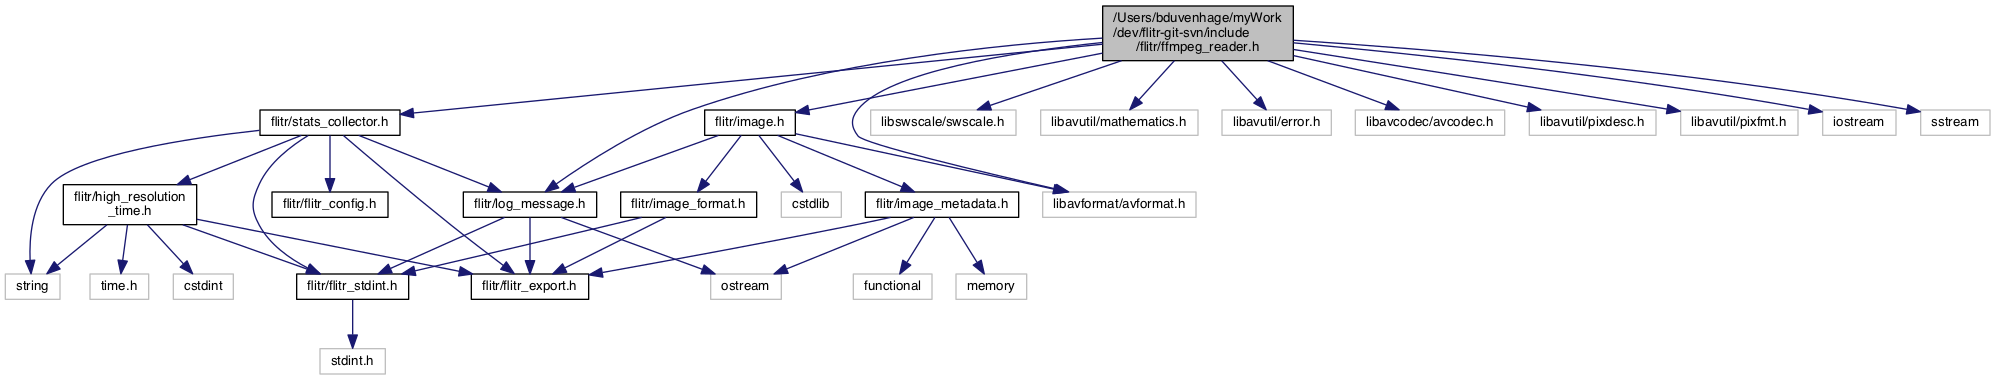 /Users/bduvenhage/myWork
/dev/flitr-git-svn/include
/flitr/ffmpeg_reader.h
flitr/stats_collector.h
flitr/image.h
libswscale/swscale.h
libavutil/mathematics.h
libavutil/error.h
libavcodec/avcodec.h
libavutil/pixdesc.h
libavutil/pixfmt.h
iostream
sstream
flitr/high_resolution
_time.h
flitr/flitr_config.h
flitr/log_message.h
flitr/image_format.h
cstdlib
flitr/image_metadata.h
libavformat/avformat.h
string
time.h
cstdint
flitr/flitr_stdint.h
flitr/flitr_export.h
ostream
functional
memory
stdint.h